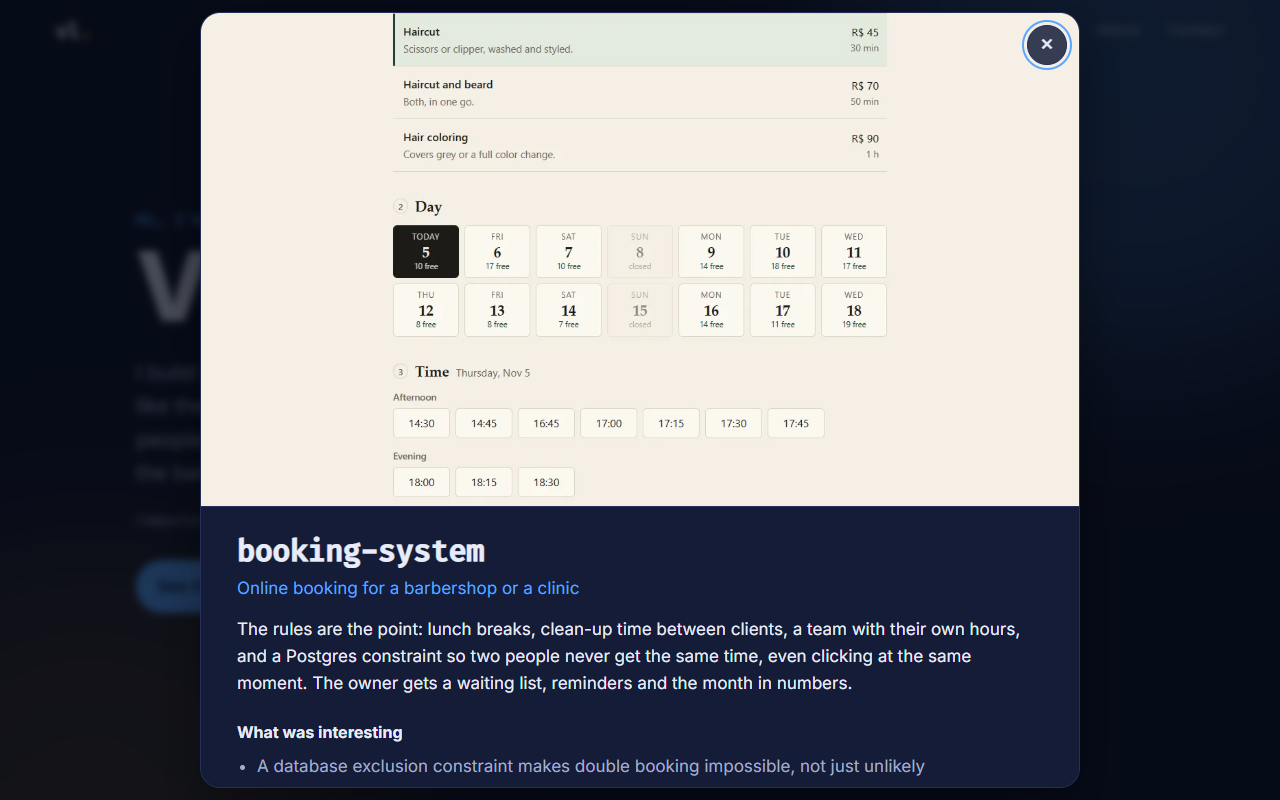 Haircut R$ 45
Scissors or clipper, washed and styled. 30 min
Haircut and beard R$ 70
Both, in one go. 50 min
Hair coloring R$ 90
Covers grey or a full color change. 1 h
2 Day
TODAY FRI SAT SUN MON TUE WED
5 6 7 8 9 10 11
10 free 17 free 10 free closed 14 free 18 free 17 free
THU FRI SAT SUN MON TUE WED
12 13 14 15 16 17 18
8 free 8 free 7 free closed 14 free 11 free 19 free
3 Time Thursday, Nov 5
Afternoon
14:30 14:45 16:45 17:00 17:15 17:30 17:45
Evening
18:00 18:15 18:30
booking-system
Online booking for a barbershop or a clinic
The rules are the point: lunch breaks, clean-up time between clients, a team with their own hours,
and a Postgres constraint so two people never get the same time, even clicking at the same
moment. The owner gets a waiting list, reminders and the month in numbers.
What was interesting
• A database exclusion constraint makes double booking impossible, not just unlikely